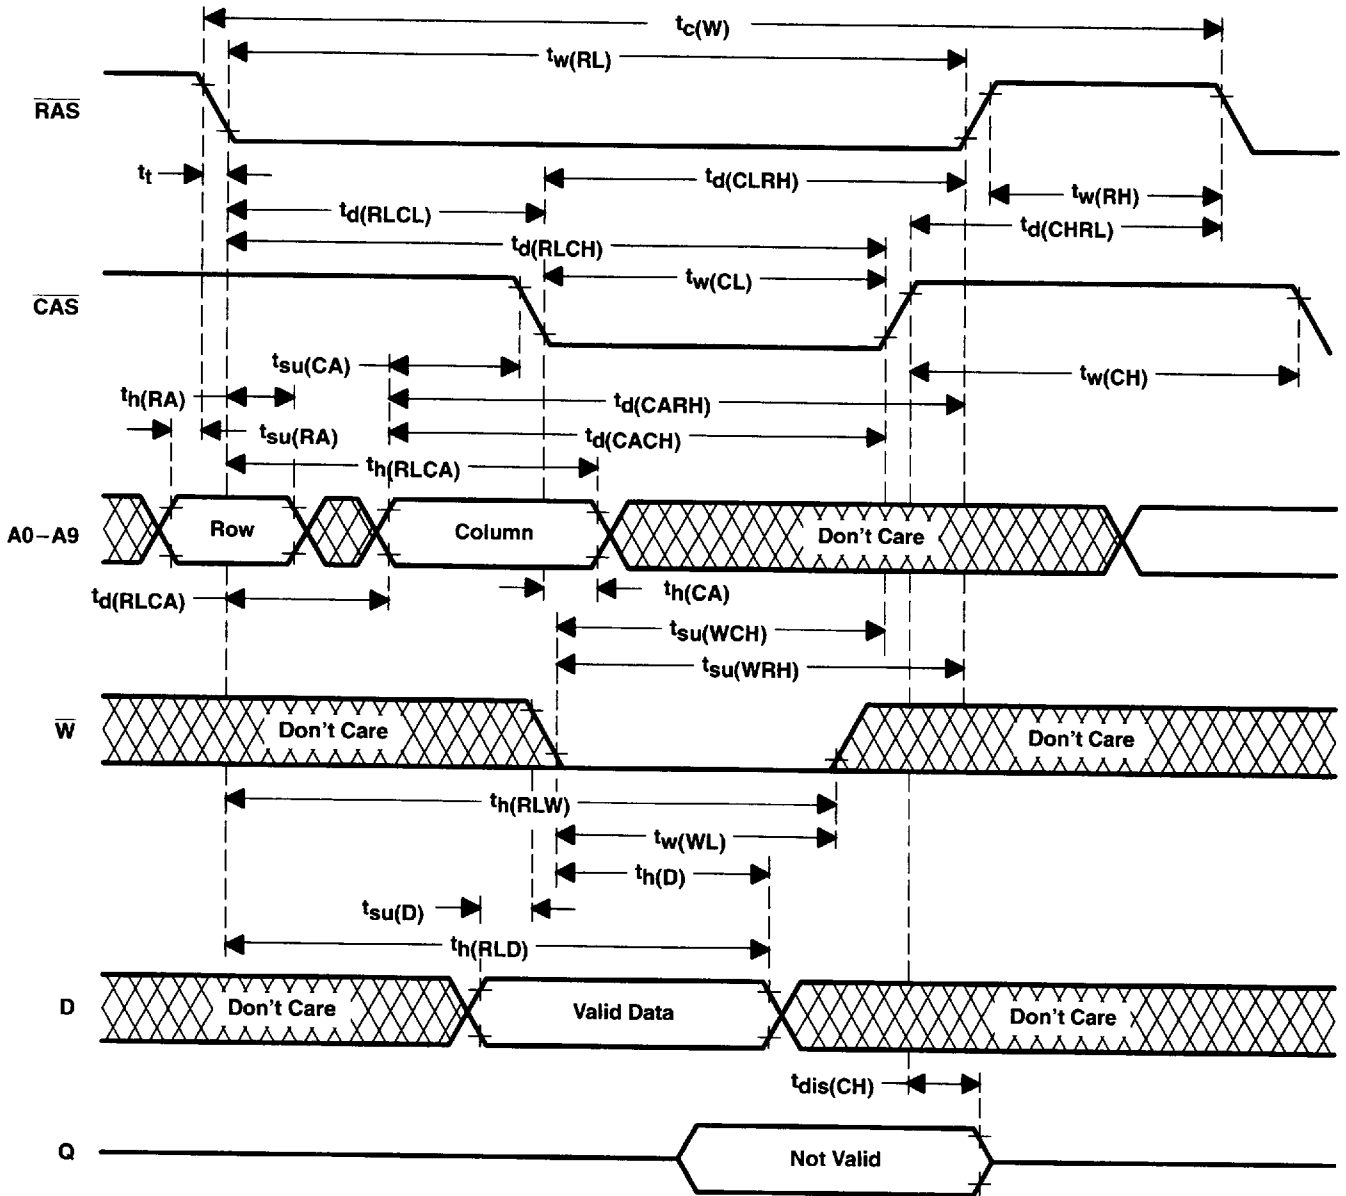 tc(W)
tw(RL)
RAS
tt
td(CLRH)
tw(RH)
td(RLCL)
td(CHRL)
td(RLCH)
tw(CL)
CAS
tsu(CA)
tw(CH)
th(RA)
td(CARH)
tsu(RA)
td(CACH)
th(RLCA)
A0–A9 Row Column Don't Care
td(RLCA)
th(CA)
tsu(WCH)
tsu(WRH)
W Don't Care Don't Care
th(RLW)
tw(WL)
th(D)
tsu(D)
th(RLD)
D Don't Care Valid Data Don't Care
tdis(CH)
Q Not Valid